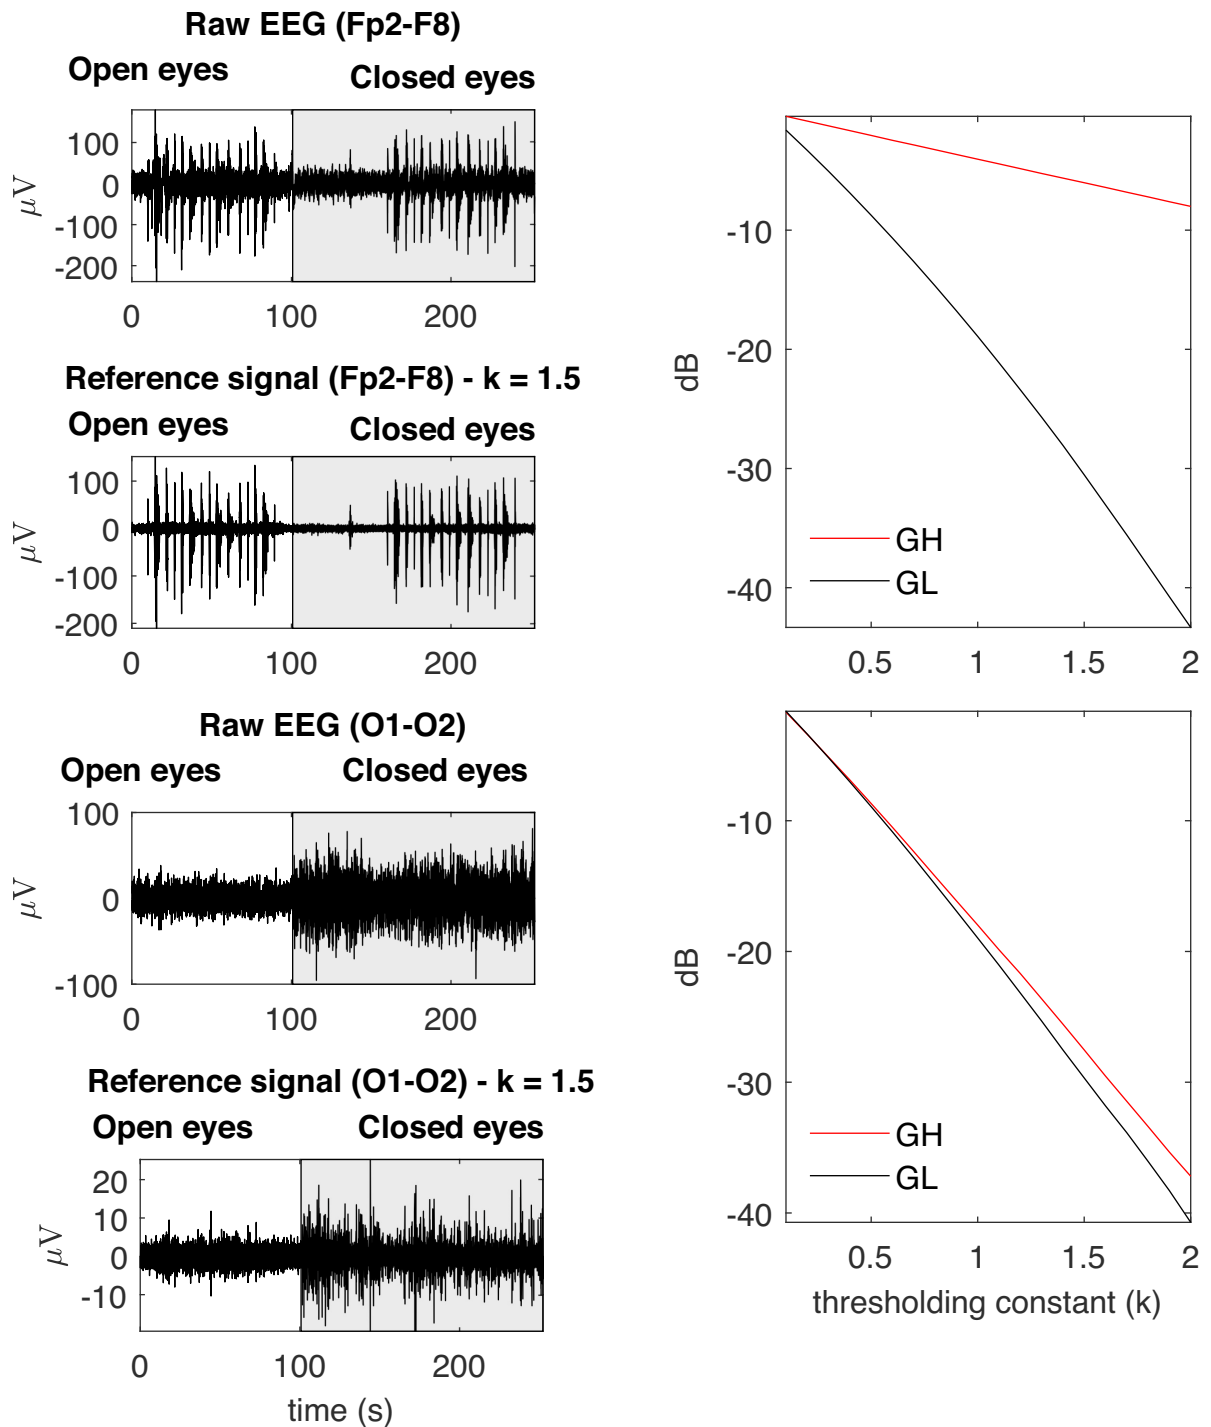 Raw EEG (Fp2-F8)
Open eyes
Closed eyes
100
0
-100
-200
μV
0
100
200
Reference signal (Fp2-F8) - k = 1.5
Open eyes
Closed eyes
100
0
-100
-200
μV
0
100
200
Raw EEG (O1-O2)
Open eyes
Closed eyes
100
0
-100
μV
0
100
200
Reference signal (O1-O2) - k = 1.5
Open eyes
Closed eyes
20
10
0
-10
μV
0
100
200
time (s)
-10
-20
-30
-40
dB
GH
GL
0.5
1
1.5
2
-10
-20
-30
-40
dB
GH
GL
0.5
1
1.5
2
thresholding constant (k)